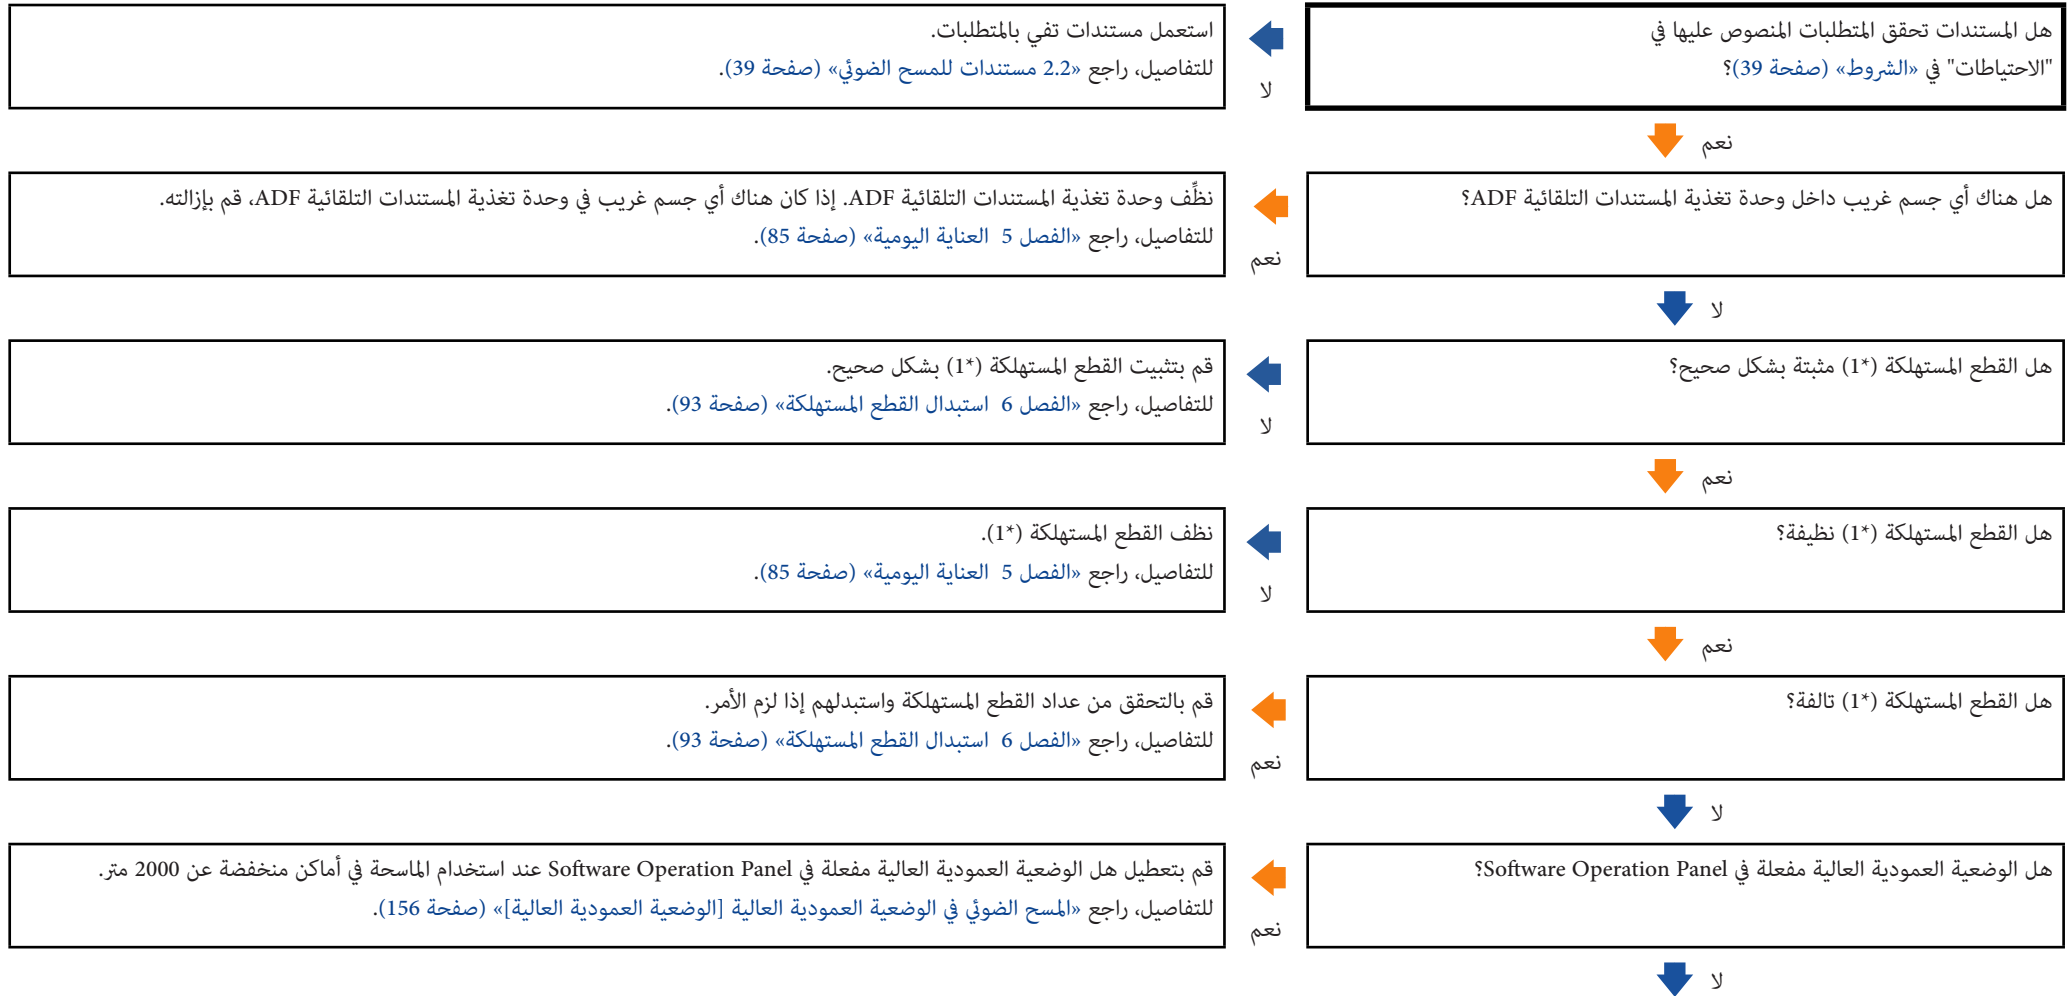 هل المستندات تحقق المتطلبات المنصوص عليها في
"الاحتياطات" في «الشروط» (صفحة 39)؟
لا
استعمل مستندات تفي بالمتطلبات.
للتفاصيل، راجع «2.2 مستندات للمسح الضوئي» (صفحة 39).
نعم
هل هناك أي جسم غريب داخل وحدة تغذية المستندات التلقائية ADF؟
نعم
نظِّف وحدة تغذية المستندات التلقائية ADF. إذا كان هناك أي جسم غريب في وحدة تغذية المستندات التلقائية ADF، قم بإزالته.
للتفاصيل، راجع «الفصل 5 العناية اليومية» (صفحة 85).
لا
هل القطع المستهلكة (*1) مثبتة بشكل صحيح؟
لا
قم بتثبيت القطع المستهلكة (*1) بشكل صحيح.
للتفاصيل، راجع «الفصل 6 استبدال القطع المستهلكة» (صفحة 93).
نعم
هل القطع المستهلكة (*1) نظيفة؟
لا
نظف القطع المستهلكة (*1).
للتفاصيل، راجع «الفصل 5 العناية اليومية» (صفحة 85).
نعم
هل القطع المستهلكة (*1) تالفة؟
نعم
قم بالتحقق من عداد القطع المستهلكة واستبدلهم إذا لزم الأمر.
للتفاصيل، راجع «الفصل 6 استبدال القطع المستهلكة» (صفحة 93).
لا
هل الوضعية العمودية العالية مفعلة في Software Operation Panel؟
نعم
قم بتعطيل هل الوضعية العمودية العالية مفعلة في Software Operation Panel عند استخدام الماسحة في أماكن منخفضة عن 2000 متر.
للتفاصيل، راجع «المسح الضوئي في الوضعية العمودية العالية [الوضعية العمودية العالية]» (صفحة 156).
لا